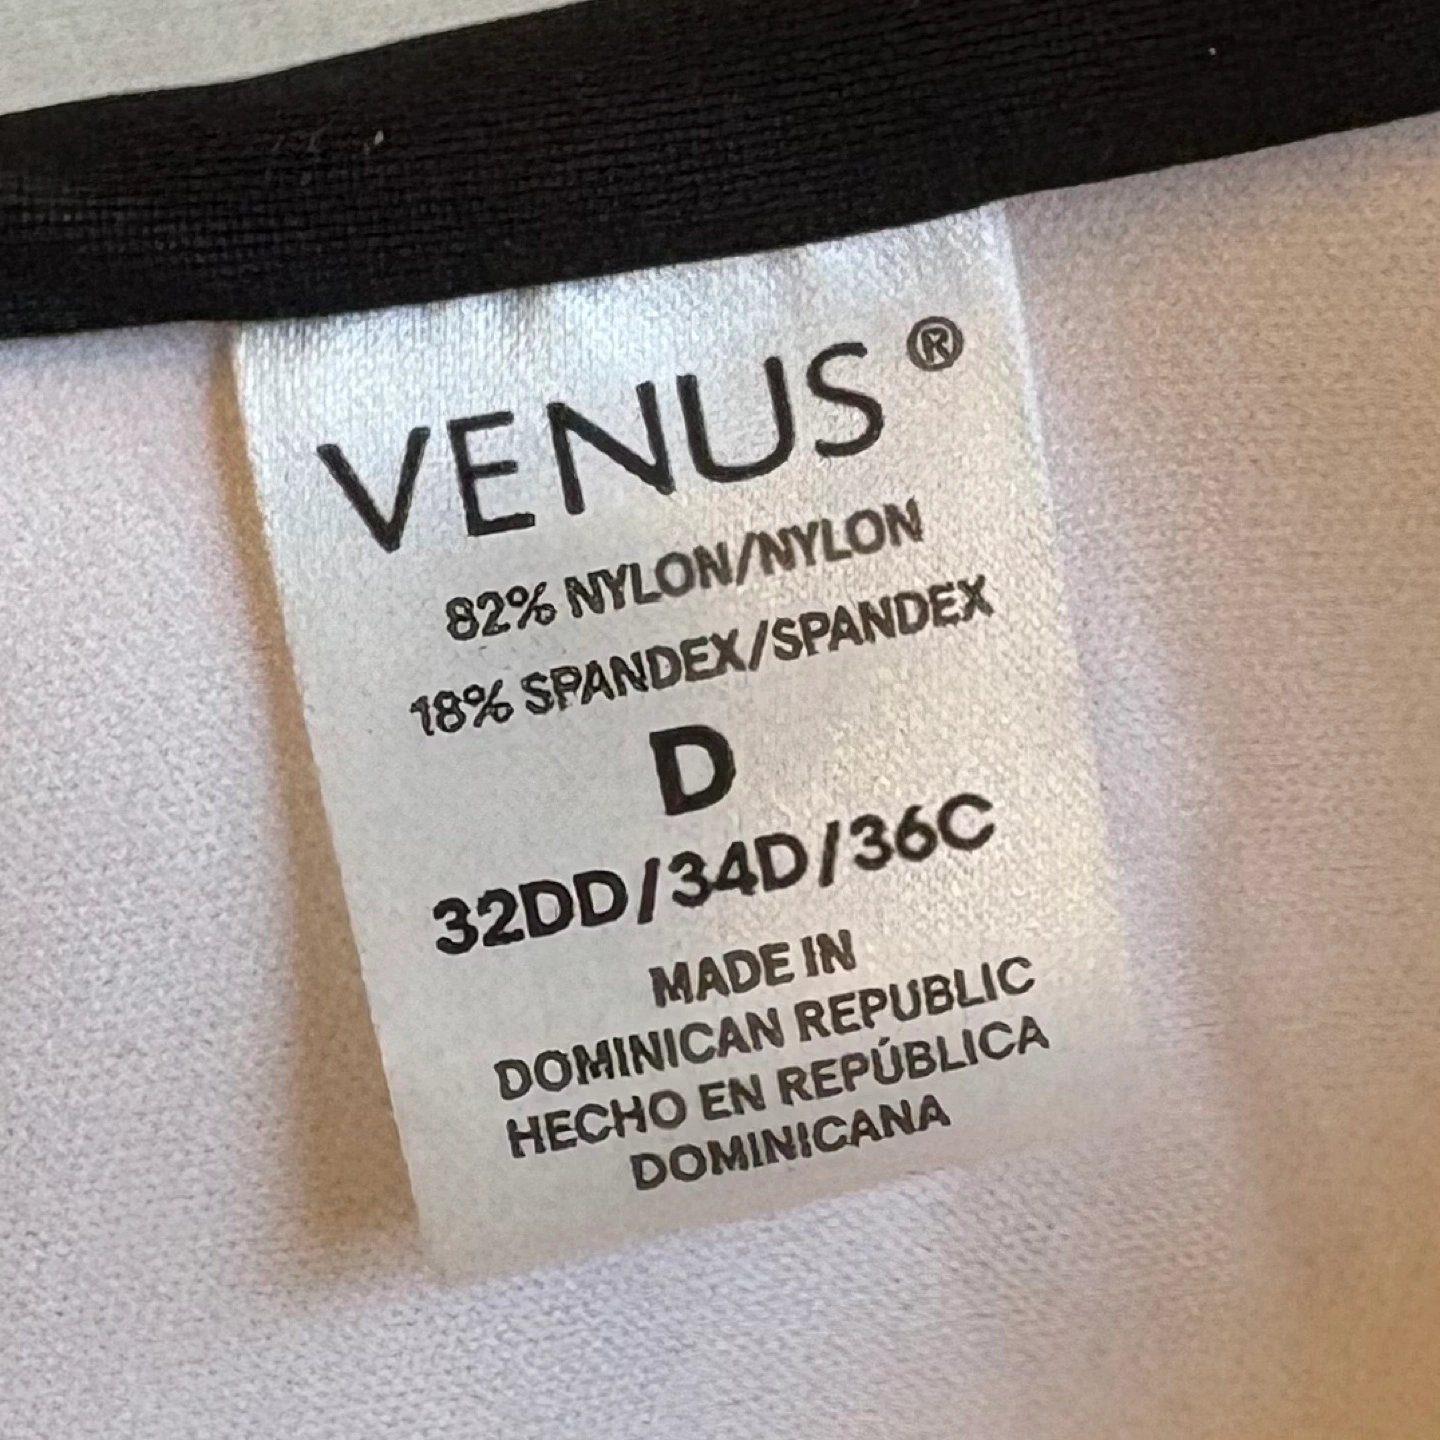 VENUS®
82% NYLON/NYLON
18% SPANDEX/SPANDEX
D
32DD/34D/36C
MADE IN
DOMINICAN REPUBLIC
HECHO EN REPÚBLICA
DOMINICANA